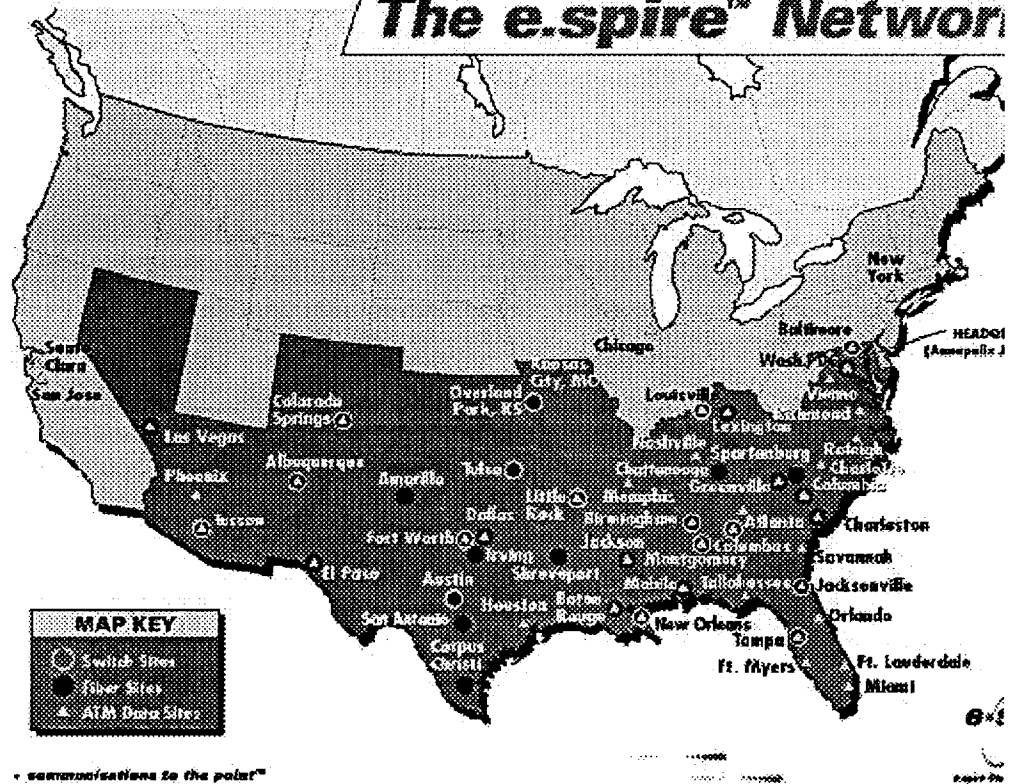 The e.spire™ Networ
New
York
Baltimore
HEADQ
(Annapolis J
Chicago
Wash
Santa
Clara
Kansas
City, MO
Vienna
San Jose
Overland
Park, KS
Louisville
Richmond
Colorado
Springs
Lexington
Las Vegas
Nashville
Spartanburg
Raleigh
Phoenix
Albuquerque
Amarillo
Tulsa
Chattanooga
Charlotte
Greenville
Columbia
Little
Rock
Memphis
Tucson
Dallas
Birmingham
Atlanta
Charleston
Fort Worth
Jackson
Columbus
Irving
Montgomery
Savannah
El Paso
Shreveport
Austin
Mobile
Tallahassee
Jacksonville
Houston
Baton
Rouge
San Antonio
New Orleans
Orlando
Tampa
Corpus
Christi
Ft. Myers
Ft. Lauderdale
Miami
MAP KEY
Switch Sites
Fiber Sites
ATM Data Sites
communications to the point™